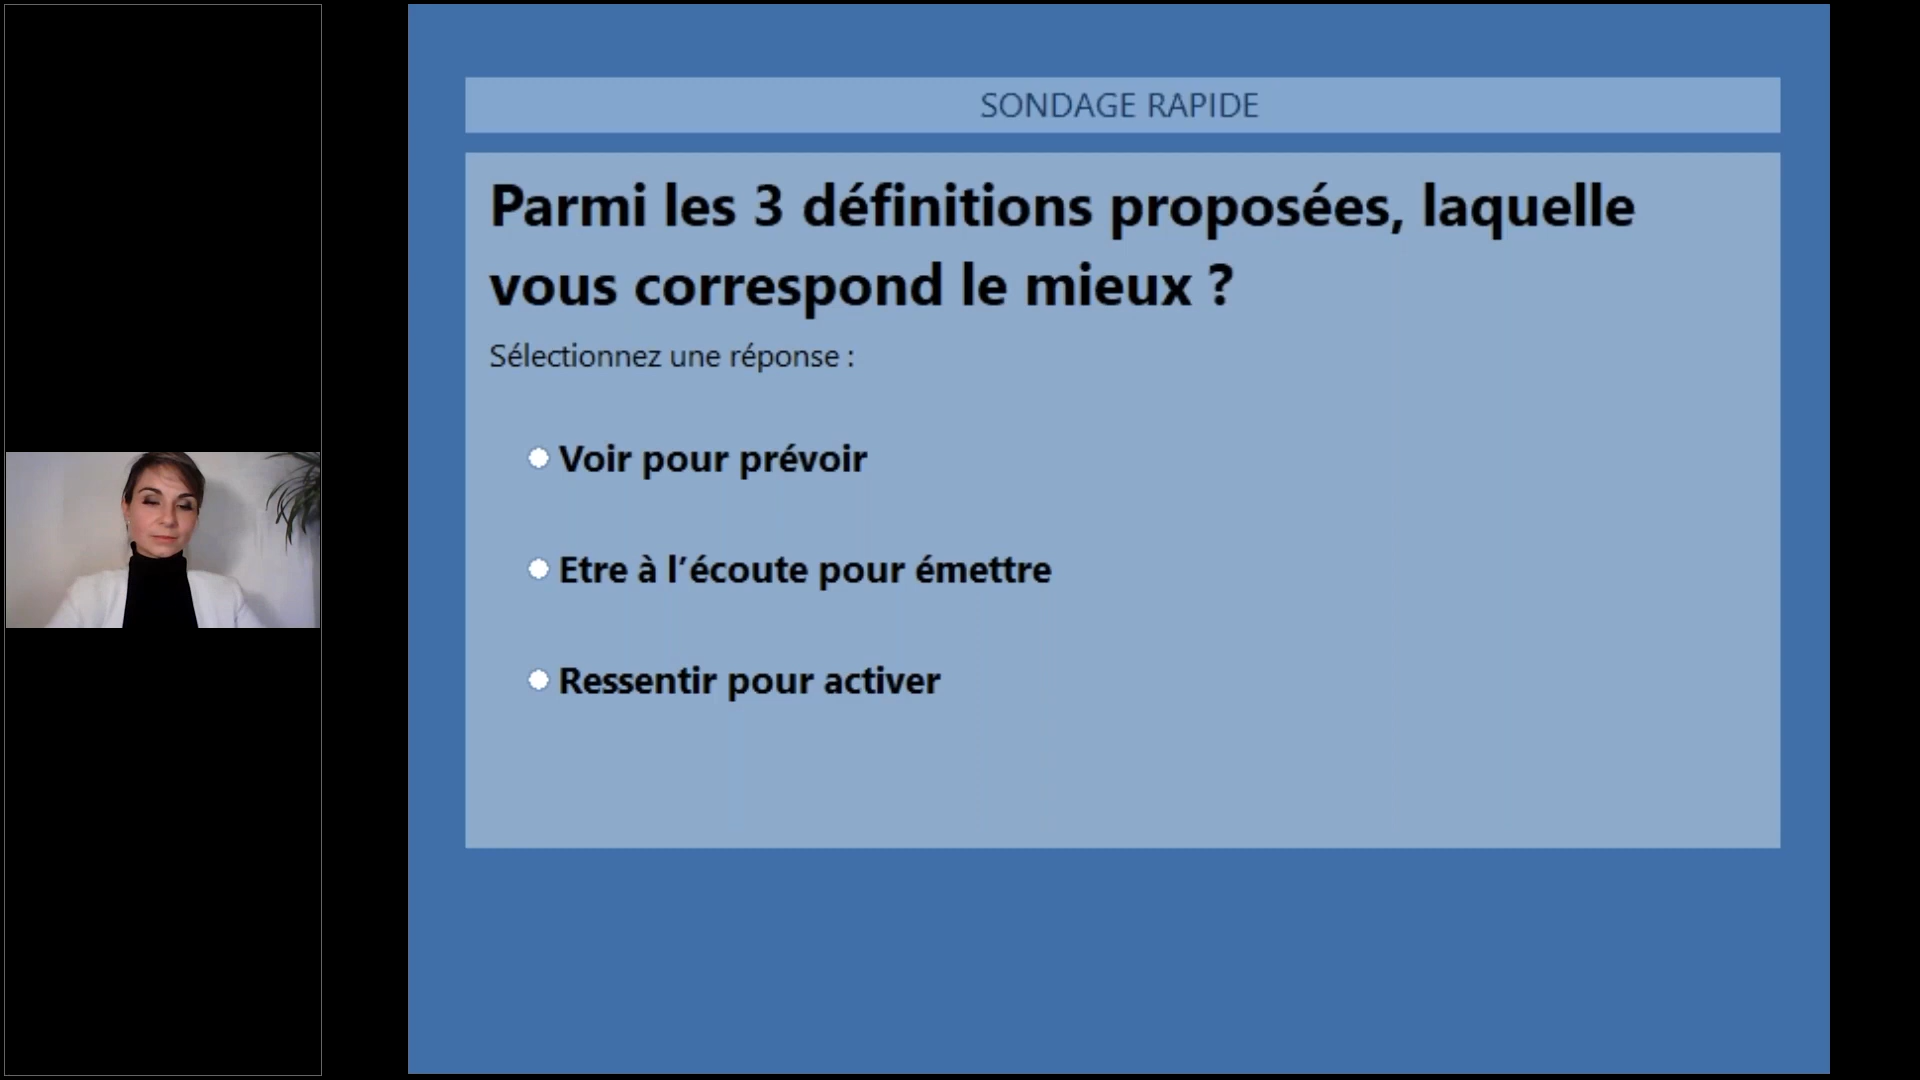 SONDAGE RAPIDE
Parmi les 3 définitions proposées, laquelle
vous correspond le mieux ?
Sélectionnez une réponse :
Voir pour prévoir
Etre à l’écoute pour émettre
Ressentir pour activer